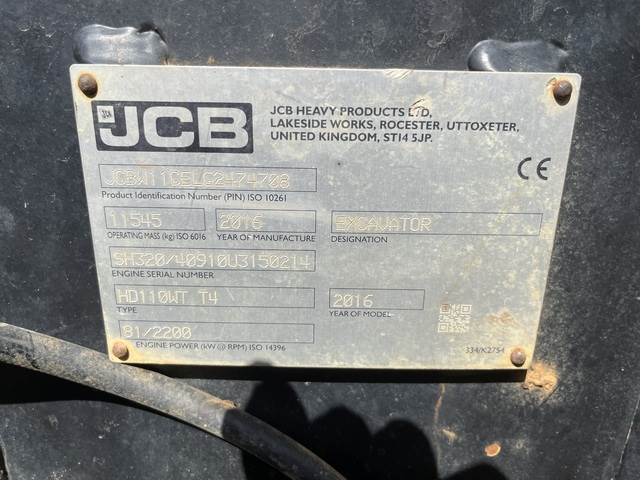 JCB
JCB HEAVY PRODUCTS LTD,
LAKESIDE WORKS, ROCESTER, UTTOXETER,
UNITED KINGDOM, ST14 5JP.
CE
JCBW11C5LG2474708
Product Identification Number (PIN) ISO 10261
11545 2016 EXCAVATOR
OPERATING MASS (kg) ISO 6016 YEAR OF MANUFACTURE DESIGNATION
SH320/40910U3150214
ENGINE SERIAL NUMBER
HD110WT T4 2016
TYPE YEAR OF MODEL
81/2200
ENGINE POWER (kW @ RPM) ISO 14396
334/K2754